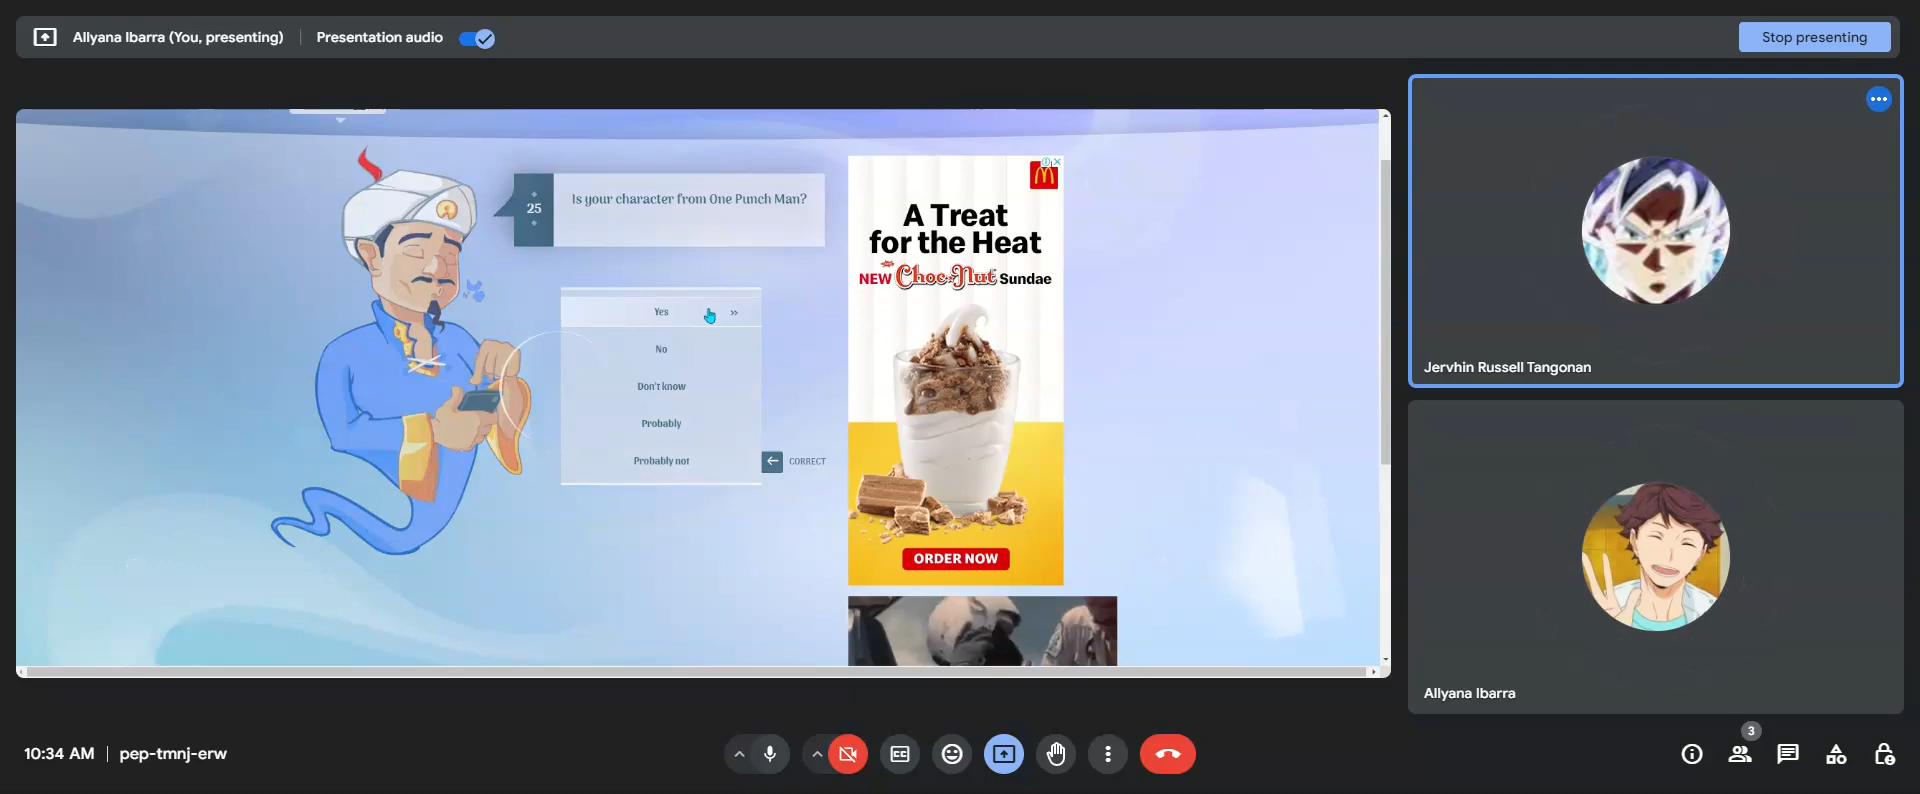 Allyana Ibarra (You, presenting)
Presentation audio
Stop presenting
25
Is your character from One Punch Man?
Yes
No
Don't know
Probably
Probably not
CORRECT
A Treat
for the Heat
NEW Choc Nut Sundae
ORDER NOW
Jervhin Russell Tangonan
Allyana Ibarra
10:34 AM
pep-tmnj-erw
CC
3